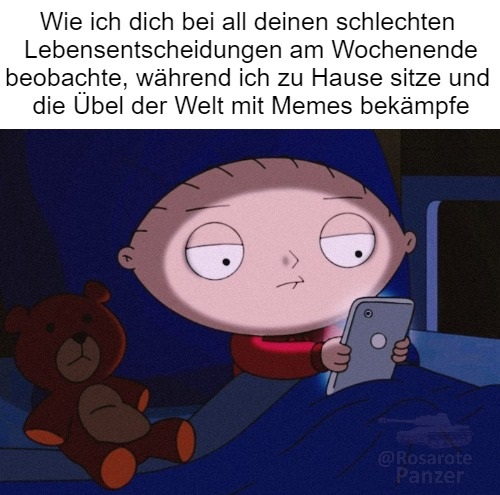 Wie ich dich bei all deinen schlechten
Lebensentscheidungen am Wochenende
beobachte, während ich zu Hause sitze und
die Übel der Welt mit Memes bekämpfe
@Rosarote
Panzer